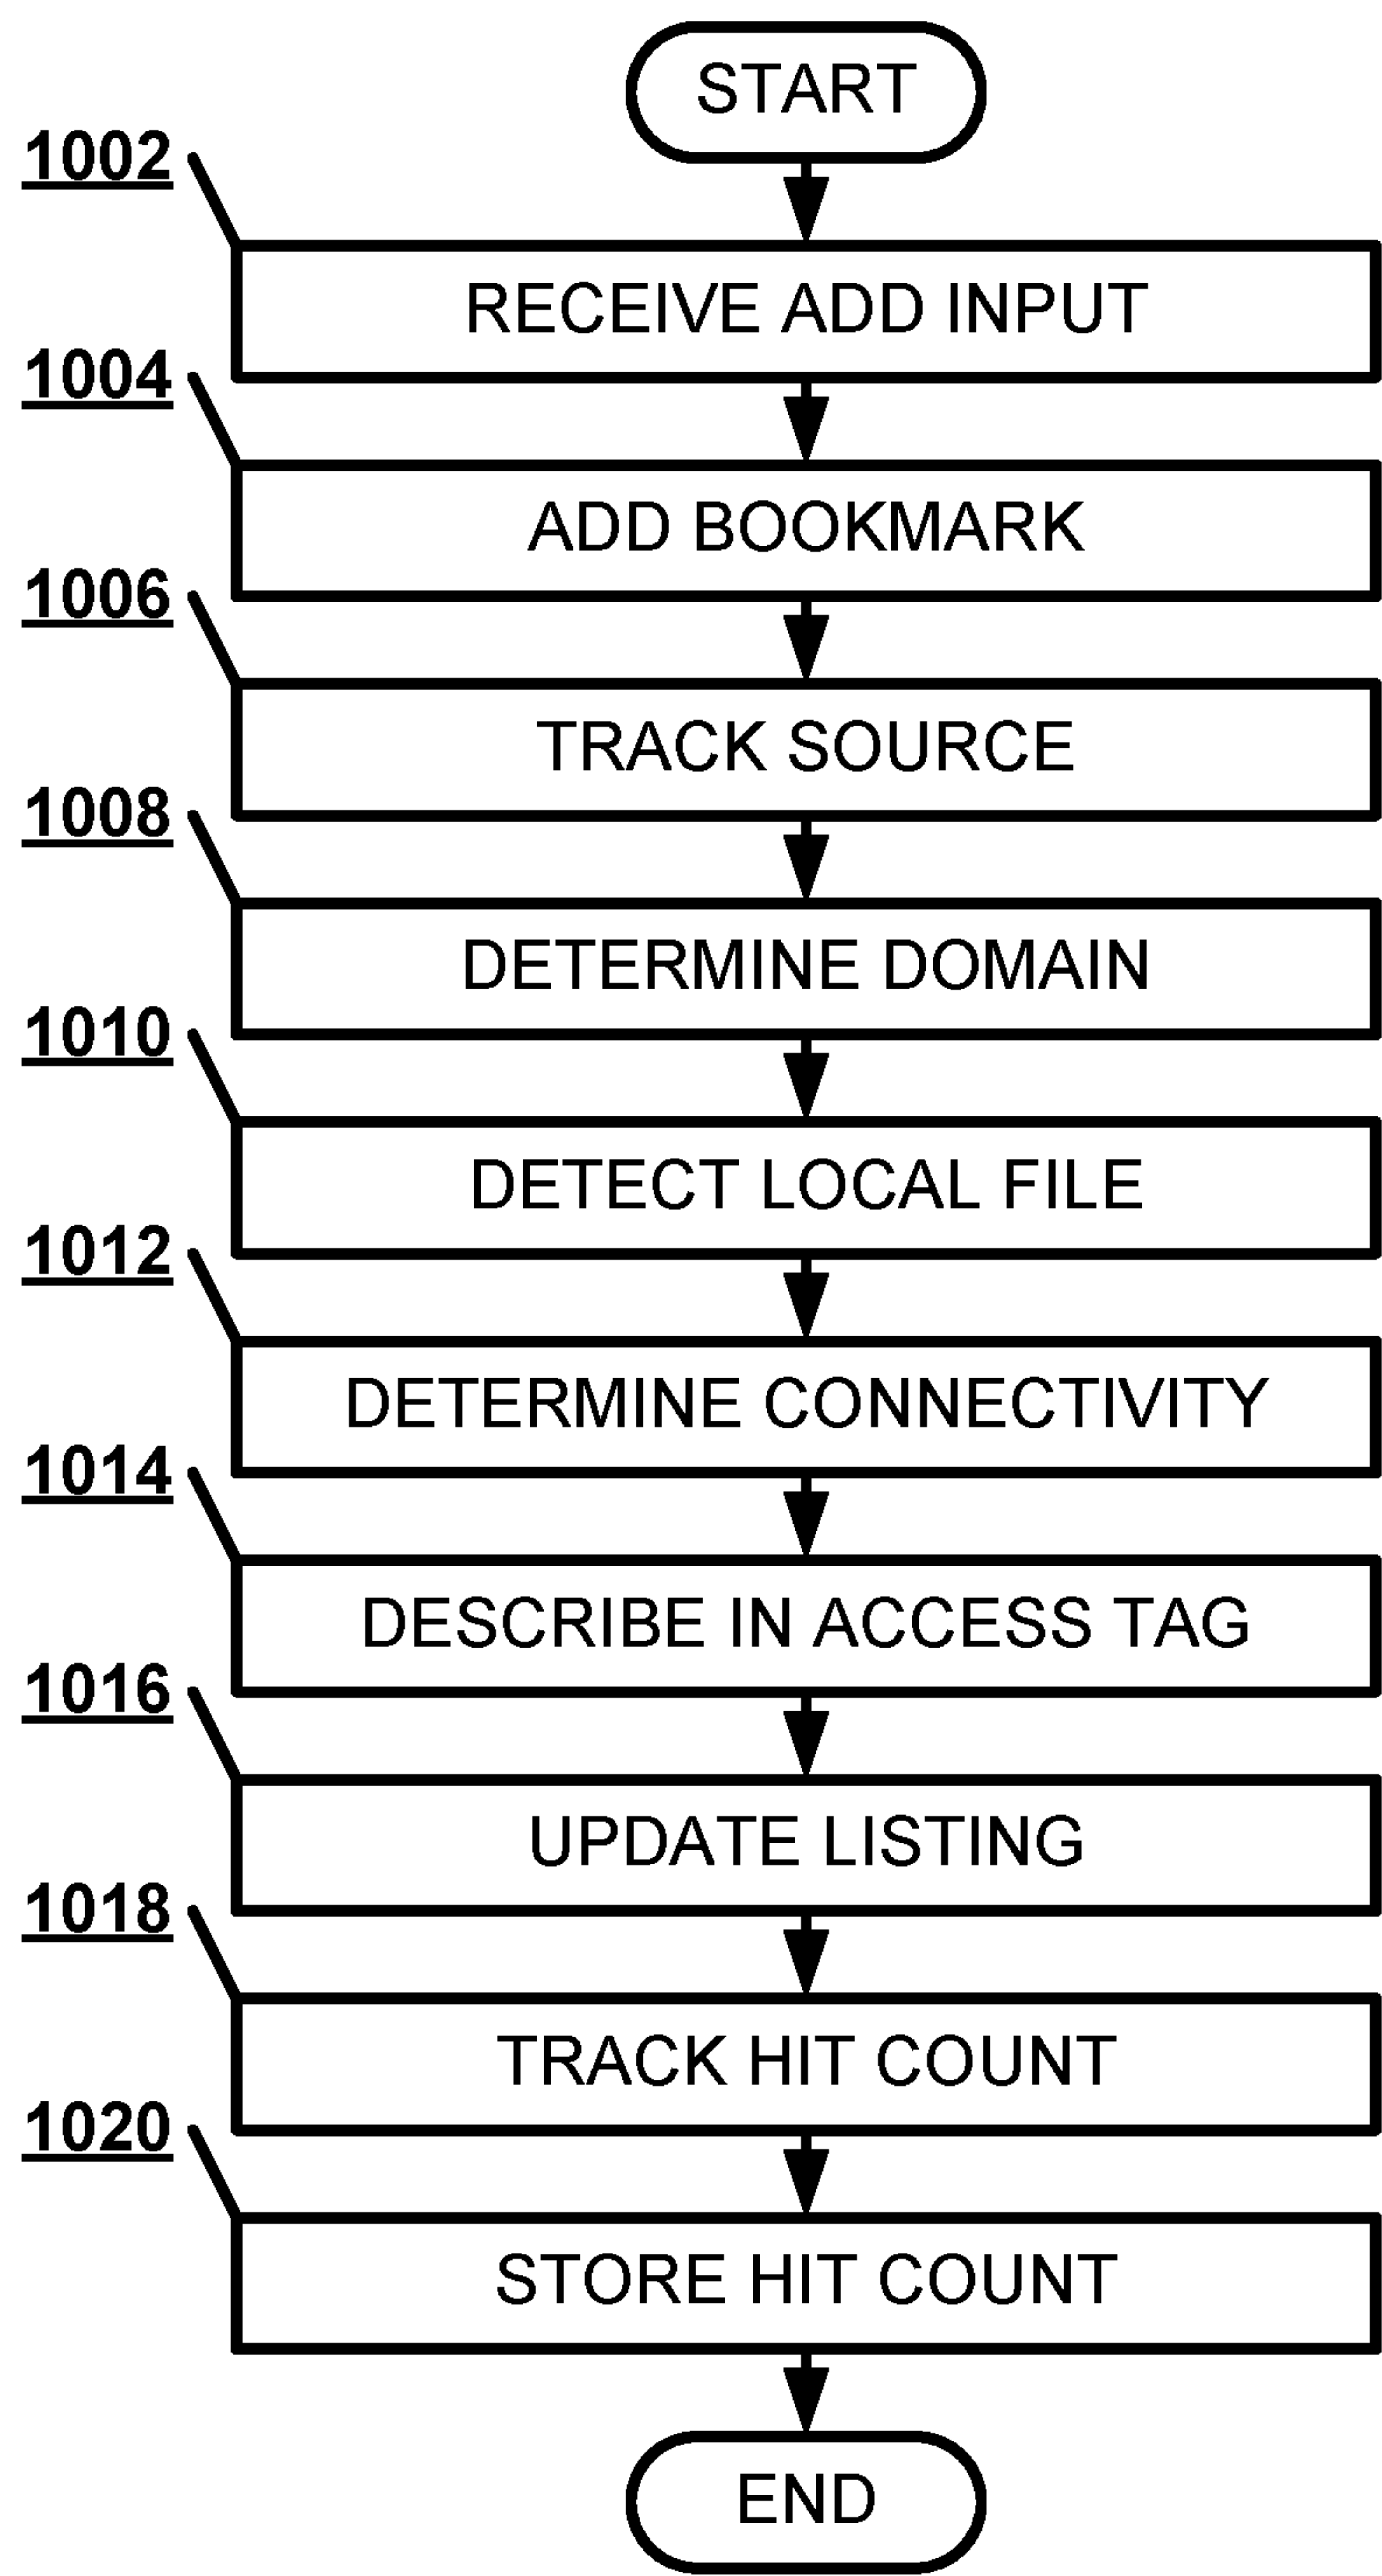 START
1002
RECEIVE ADD INPUT
1004
ADD BOOKMARK
1006
TRACK SOURCE
1008
DETERMINE DOMAIN
1010
DETECT LOCAL FILE
1012
DETERMINE CONNECTIVITY
1014
DESCRIBE IN ACCESS TAG
1016
UPDATE LISTING
1018
TRACK HIT COUNT
1020
STORE HIT COUNT
END